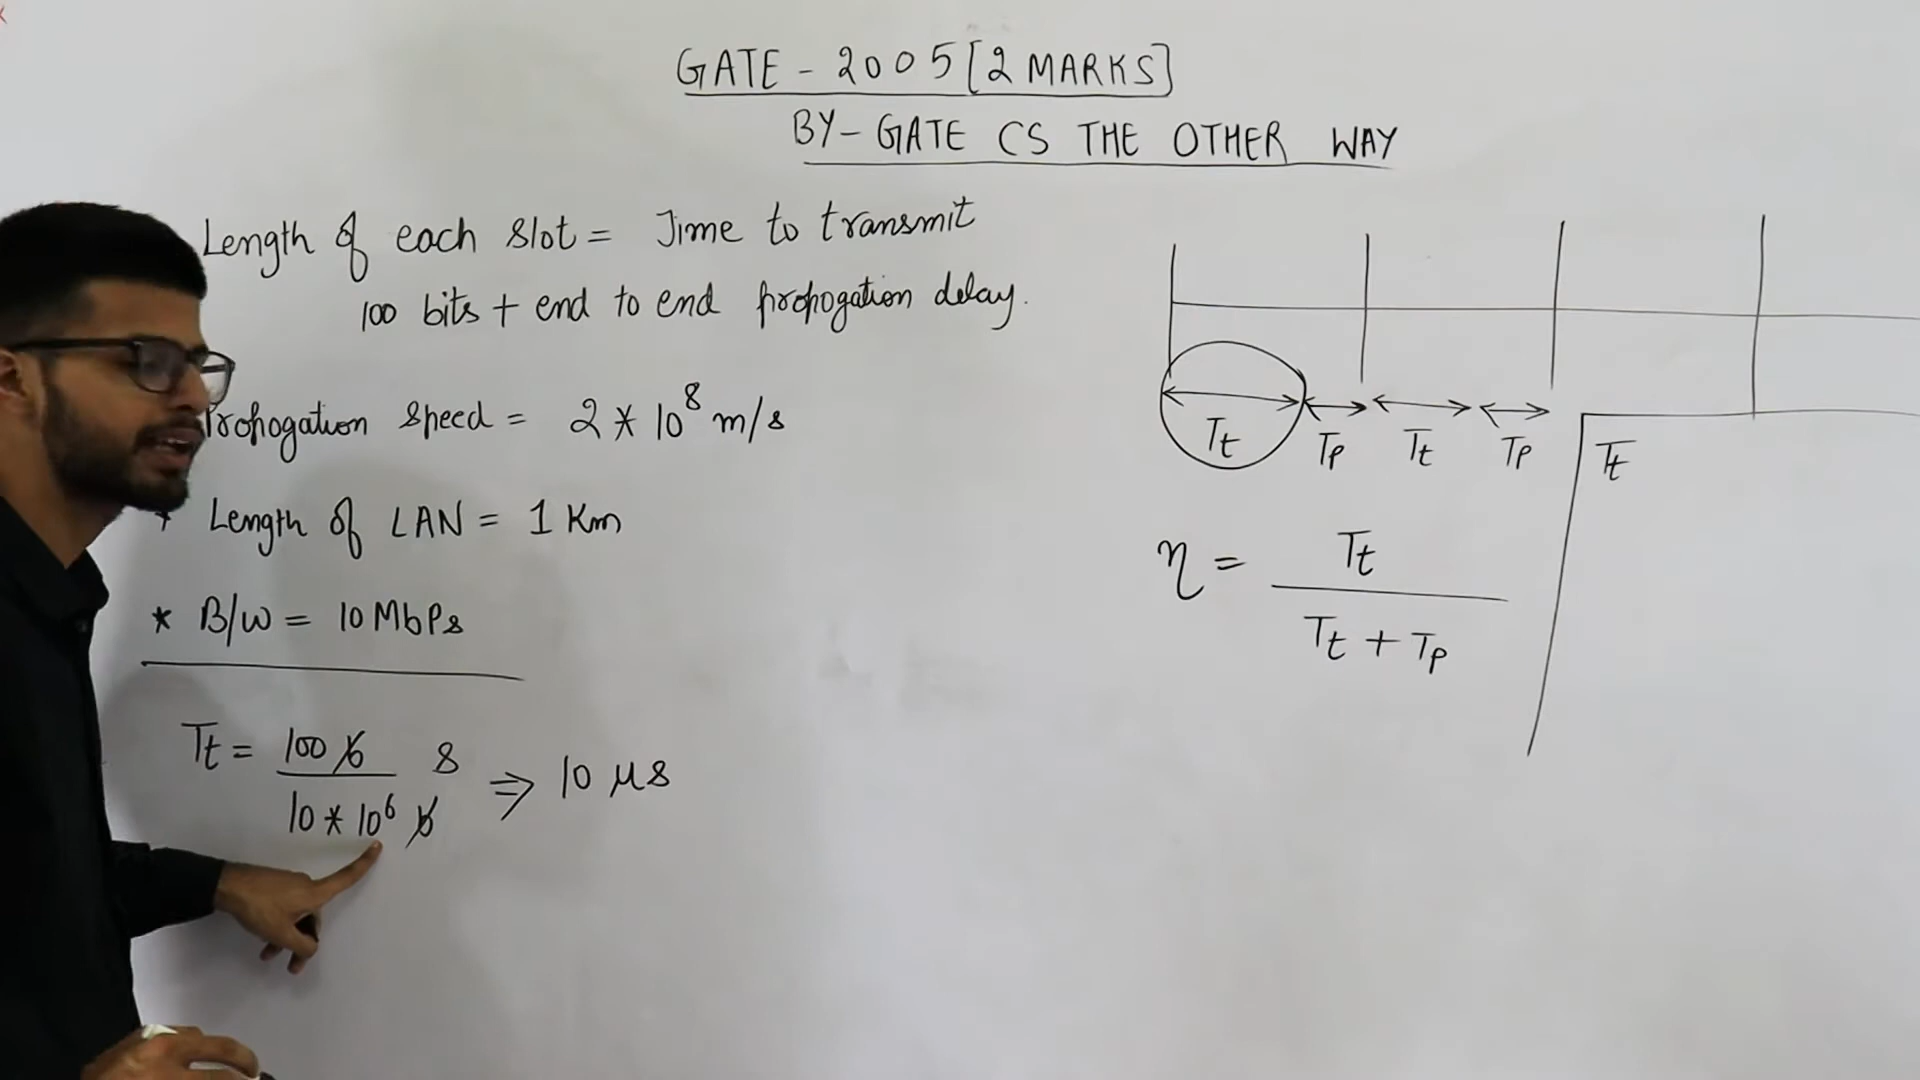 GATE - 2005 [2 MARKS]
BY - GATE CS THE OTHER WAY
Length of each slot = Time to transmit
100 bits + end to end propogation delay.
Propogation speed = 2 * 10^8 m/s
* Length of LAN = 1 Km
* B/W = 10 MbPs
Tt = 100 b / 10 * 10^6 b s ⇒ 10 μs
Tt Tp Tt Tp Tt
η = Tt / Tt + Tp